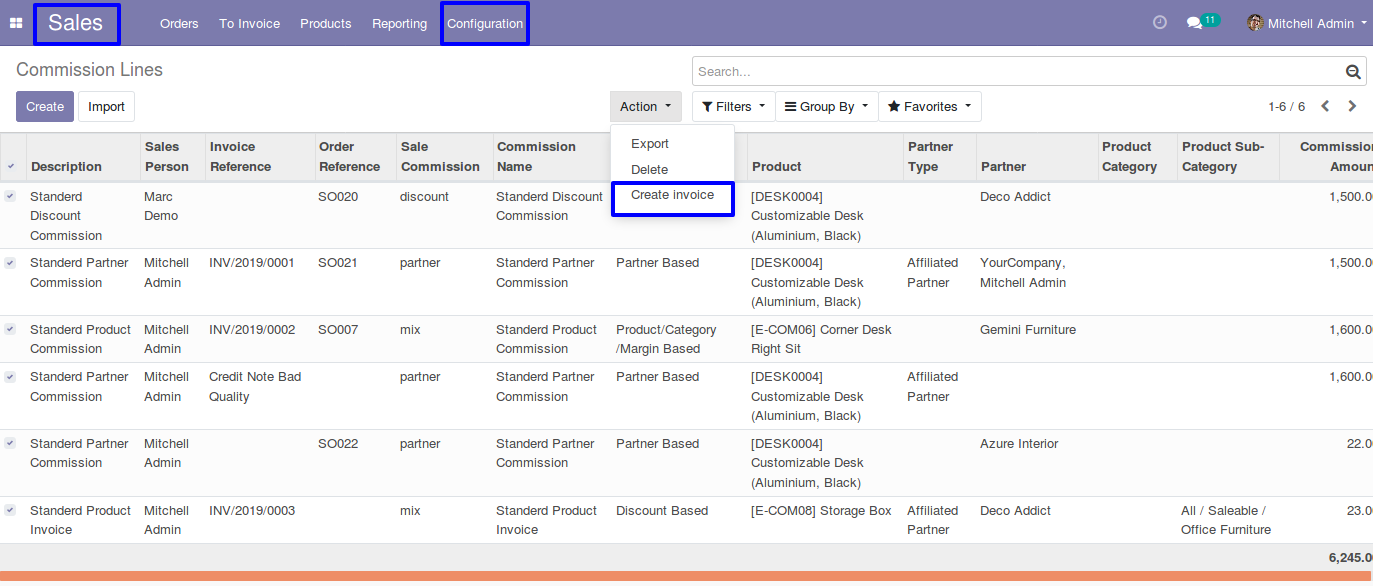 Sales Orders To Invoice Products Reporting Configuration 11 Mitchell Admin
Commission Lines
Search...
Create Import Action Filters Group By Favorites 1-6 / 6
Export
Delete
Create invoice
Description Sales Person Invoice Reference Order Reference Sale Commission Commission Name Product Partner Type Partner Product Category Product Sub-Category Commission Amoun
Standerd Discount Commission Marc Demo SO020 discount Standerd Discount Commission [DESK0004] Customizable Desk (Aluminium, Black) Deco Addict 1,500.0
Standerd Partner Commission Mitchell Admin INV/2019/0001 SO021 partner Standerd Partner Commission Partner Based [DESK0004] Customizable Desk (Aluminium, Black) Affiliated Partner YourCompany, Mitchell Admin 1,500.0
Standerd Product Commission Mitchell Admin INV/2019/0002 SO007 mix Standerd Product Commission Product/Category /Margin Based [E-COM06] Corner Desk Right Sit Gemini Furniture 1,600.0
Standerd Partner Commission Mitchell Admin Credit Note Bad Quality partner Standerd Partner Commission Partner Based [DESK0004] Customizable Desk (Aluminium, Black) Affiliated Partner 1,600.0
Standerd Partner Commission Mitchell Admin SO022 partner Standerd Partner Commission Partner Based [DESK0004] Customizable Desk (Aluminium, Black) Azure Interior 22.0
Standerd Product Invoice Mitchell Admin INV/2019/0003 mix Standerd Product Invoice Discount Based [E-COM08] Storage Box Affiliated Partner Deco Addict All / Saleable / Office Furniture 23.0
6,245.0